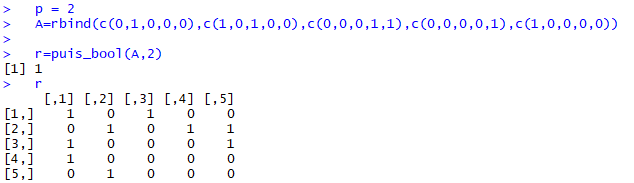 >   p = 2
>   A=rbind(c(0,1,0,0,0),c(1,0,1,0,0),c(0,0,0,1,1),c(0,0,0,0,1),c(1,0,0,0,0))
>
>   r=puis_bool(A,2)
[1] 1
>   r
     [,1] [,2] [,3] [,4] [,5]
[1,]    1    0    1    0    0
[2,]    0    1    0    1    1
[3,]    1    0    0    0    1
[4,]    1    0    0    0    0
[5,]    0    1    0    0    0